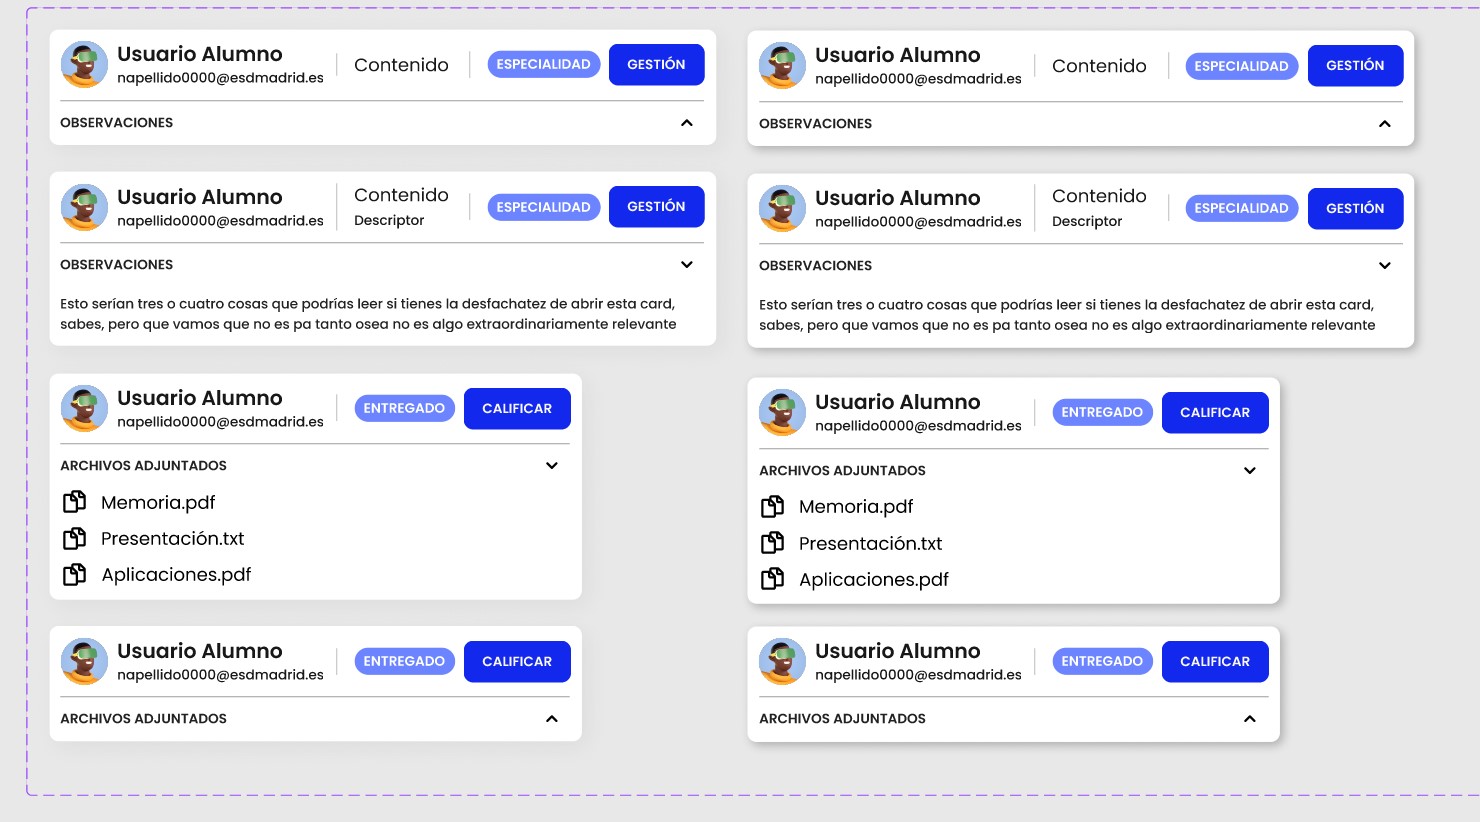 Usuario Alumno
napellido0000@esdmadrid.es
Contenido
ESPECIALIDAD
GESTIÓN
OBSERVACIONES
Usuario Alumno
napellido0000@esdmadrid.es
Contenido
ESPECIALIDAD
GESTIÓN
OBSERVACIONES
Usuario Alumno
napellido0000@esdmadrid.es
Contenido
Descriptor
ESPECIALIDAD
GESTIÓN
OBSERVACIONES
Esto serían tres o cuatro cosas que podrías leer si tienes la desfachatez de abrir esta card,
sabes, pero que vamos que no es pa tanto osea no es algo extraordinariamente relevante
Usuario Alumno
napellido0000@esdmadrid.es
Contenido
Descriptor
ESPECIALIDAD
GESTIÓN
OBSERVACIONES
Esto serían tres o cuatro cosas que podrías leer si tienes la desfachatez de abrir esta card,
sabes, pero que vamos que no es pa tanto osea no es algo extraordinariamente relevante
Usuario Alumno
napellido0000@esdmadrid.es
ENTREGADO
CALIFICAR
ARCHIVOS ADJUNTADOS
Memoria.pdf
Presentación.txt
Aplicaciones.pdf
Usuario Alumno
napellido0000@esdmadrid.es
ENTREGADO
CALIFICAR
ARCHIVOS ADJUNTADOS
Memoria.pdf
Presentación.txt
Aplicaciones.pdf
Usuario Alumno
napellido0000@esdmadrid.es
ENTREGADO
CALIFICAR
ARCHIVOS ADJUNTADOS
Usuario Alumno
napellido0000@esdmadrid.es
ENTREGADO
CALIFICAR
ARCHIVOS ADJUNTADOS